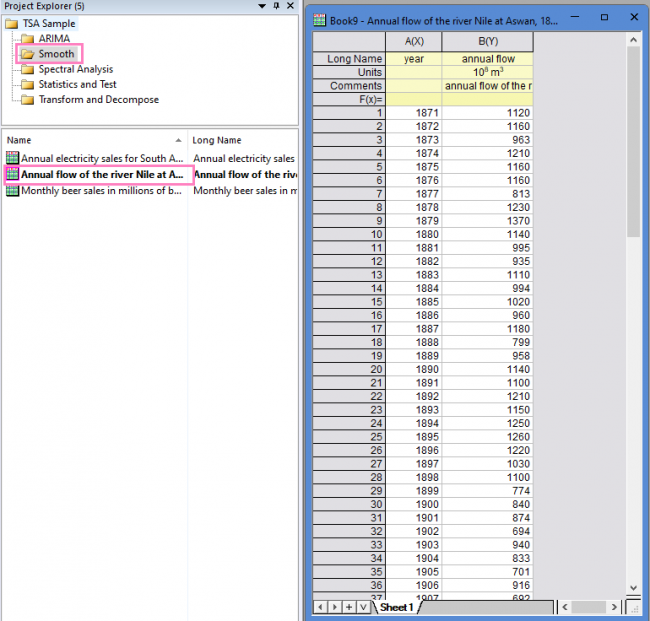 Project Explorer (5)
TSA Sample
ARIMA
Smooth
Spectral Analysis
Statistics and Test
Transform and Decompose
Name Long Name
Annual electricity sales for South A... Annual electricity sales
Annual flow of the river Nile at A... Annual flow of the rive
Monthly beer sales in millions of b... Monthly beer sales in m
Book9 - Annual flow of the river Nile at Aswan, 18...
A(X) B(Y)
Long Name year annual flow
Units 10⁸ m³
Comments annual flow of the r
F(x)=
1 1871 1120
2 1872 1160
3 1873 963
4 1874 1210
5 1875 1160
6 1876 1160
7 1877 813
8 1878 1230
9 1879 1370
10 1880 1140
11 1881 995
12 1882 935
13 1883 1110
14 1884 994
15 1885 1020
16 1886 960
17 1887 1180
18 1888 799
19 1889 958
20 1890 1140
21 1891 1100
22 1892 1210
23 1893 1150
24 1894 1250
25 1895 1260
26 1896 1220
27 1897 1030
28 1898 1100
29 1899 774
30 1900 840
31 1901 874
32 1902 694
33 1903 940
34 1904 833
35 1905 701
36 1906 916
37 1907 692
Sheet1